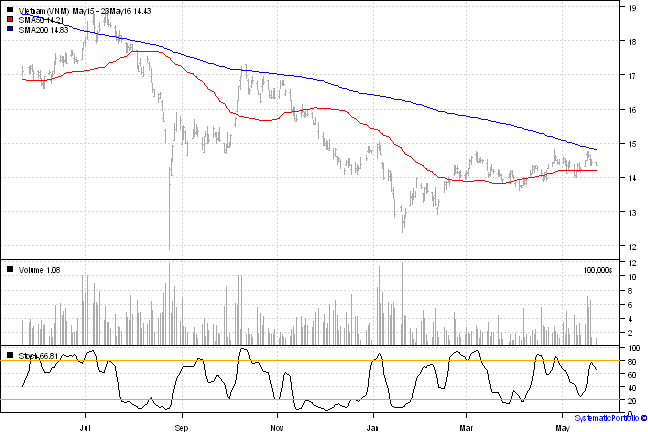 Vietnam (VNM) May15 - 23May16 14.43
SMA50 14.21
SMA200 14.83
19
18
17
16
15
14
13
12
Volume 1.08
100,000s
12
10
8
6
4
2
Stoch 66.81
100
80
60
40
20
0
Jul
Sep
Nov
Jan
Mar
May
SystematicPortfolio ©